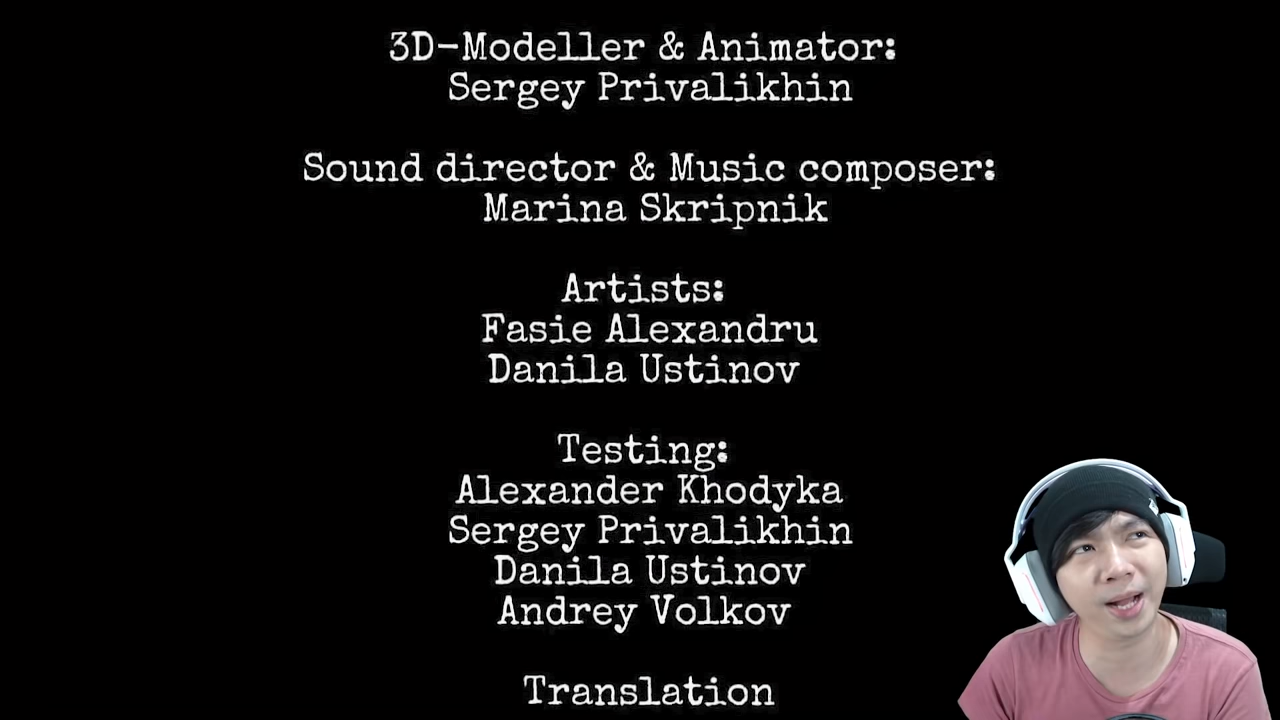 3D-Modeller & Animator:
Sergey Privalikhin
Sound director & Music composer:
Marina Skripnik
Artists:
Fasie Alexandru
Danila Ustinov
Testing:
Alexander Khodyka
Sergey Privalikhin
Danila Ustinov
Andrey Volkov
Translation